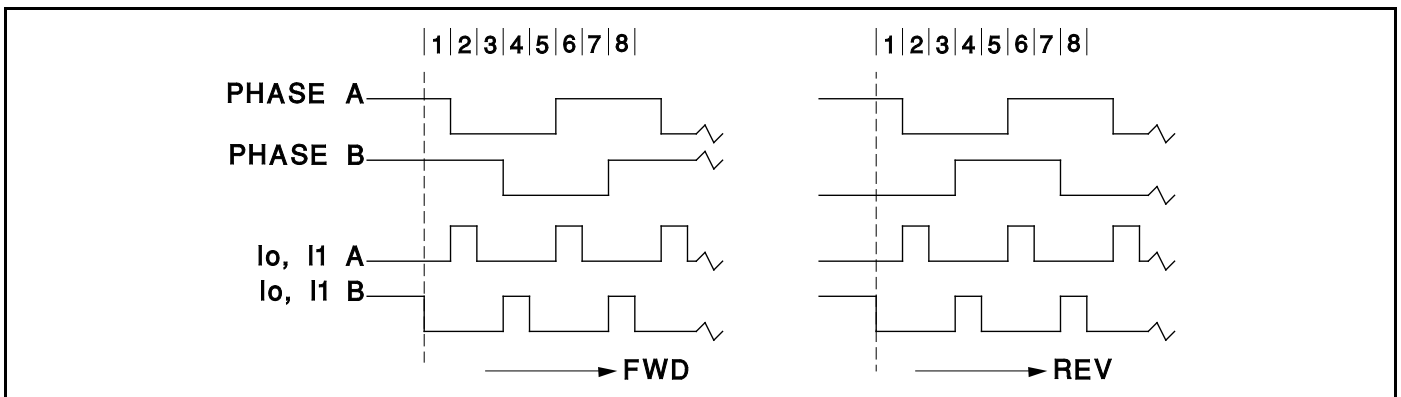 |1|2|3|4|5|6|7|8| |1|2|3|4|5|6|7|8|
PHASE A
PHASE B
Io, I1 A
Io, I1 B
FWD REV